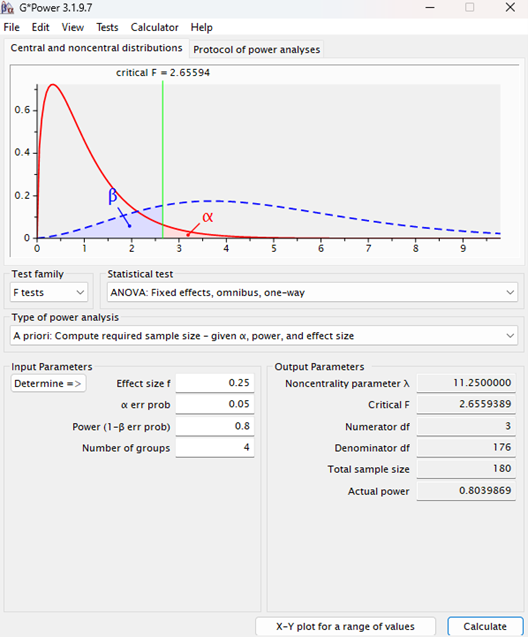 G*Power 3.1.9.7
File Edit View Tests Calculator Help
Central and noncentral distributions Protocol of power analyses
critical F = 2.65594
0.6
0.4
0.2
0
β
α
0 1 2 3 4 5 6 7 8 9
Test family Statistical test
F tests ANOVA: Fixed effects, omnibus, one-way
Type of power analysis
A priori: Compute required sample size - given α, power, and effect size
Input Parameters Output Parameters
Determine => Effect size f 0.25 Noncentrality parameter λ 11.2500000
α err prob 0.05 Critical F 2.6559389
Power (1-β err prob) 0.8 Numerator df 3
Number of groups 4 Denominator df 176
Total sample size 180
Actual power 0.8039869
X-Y plot for a range of values Calculate